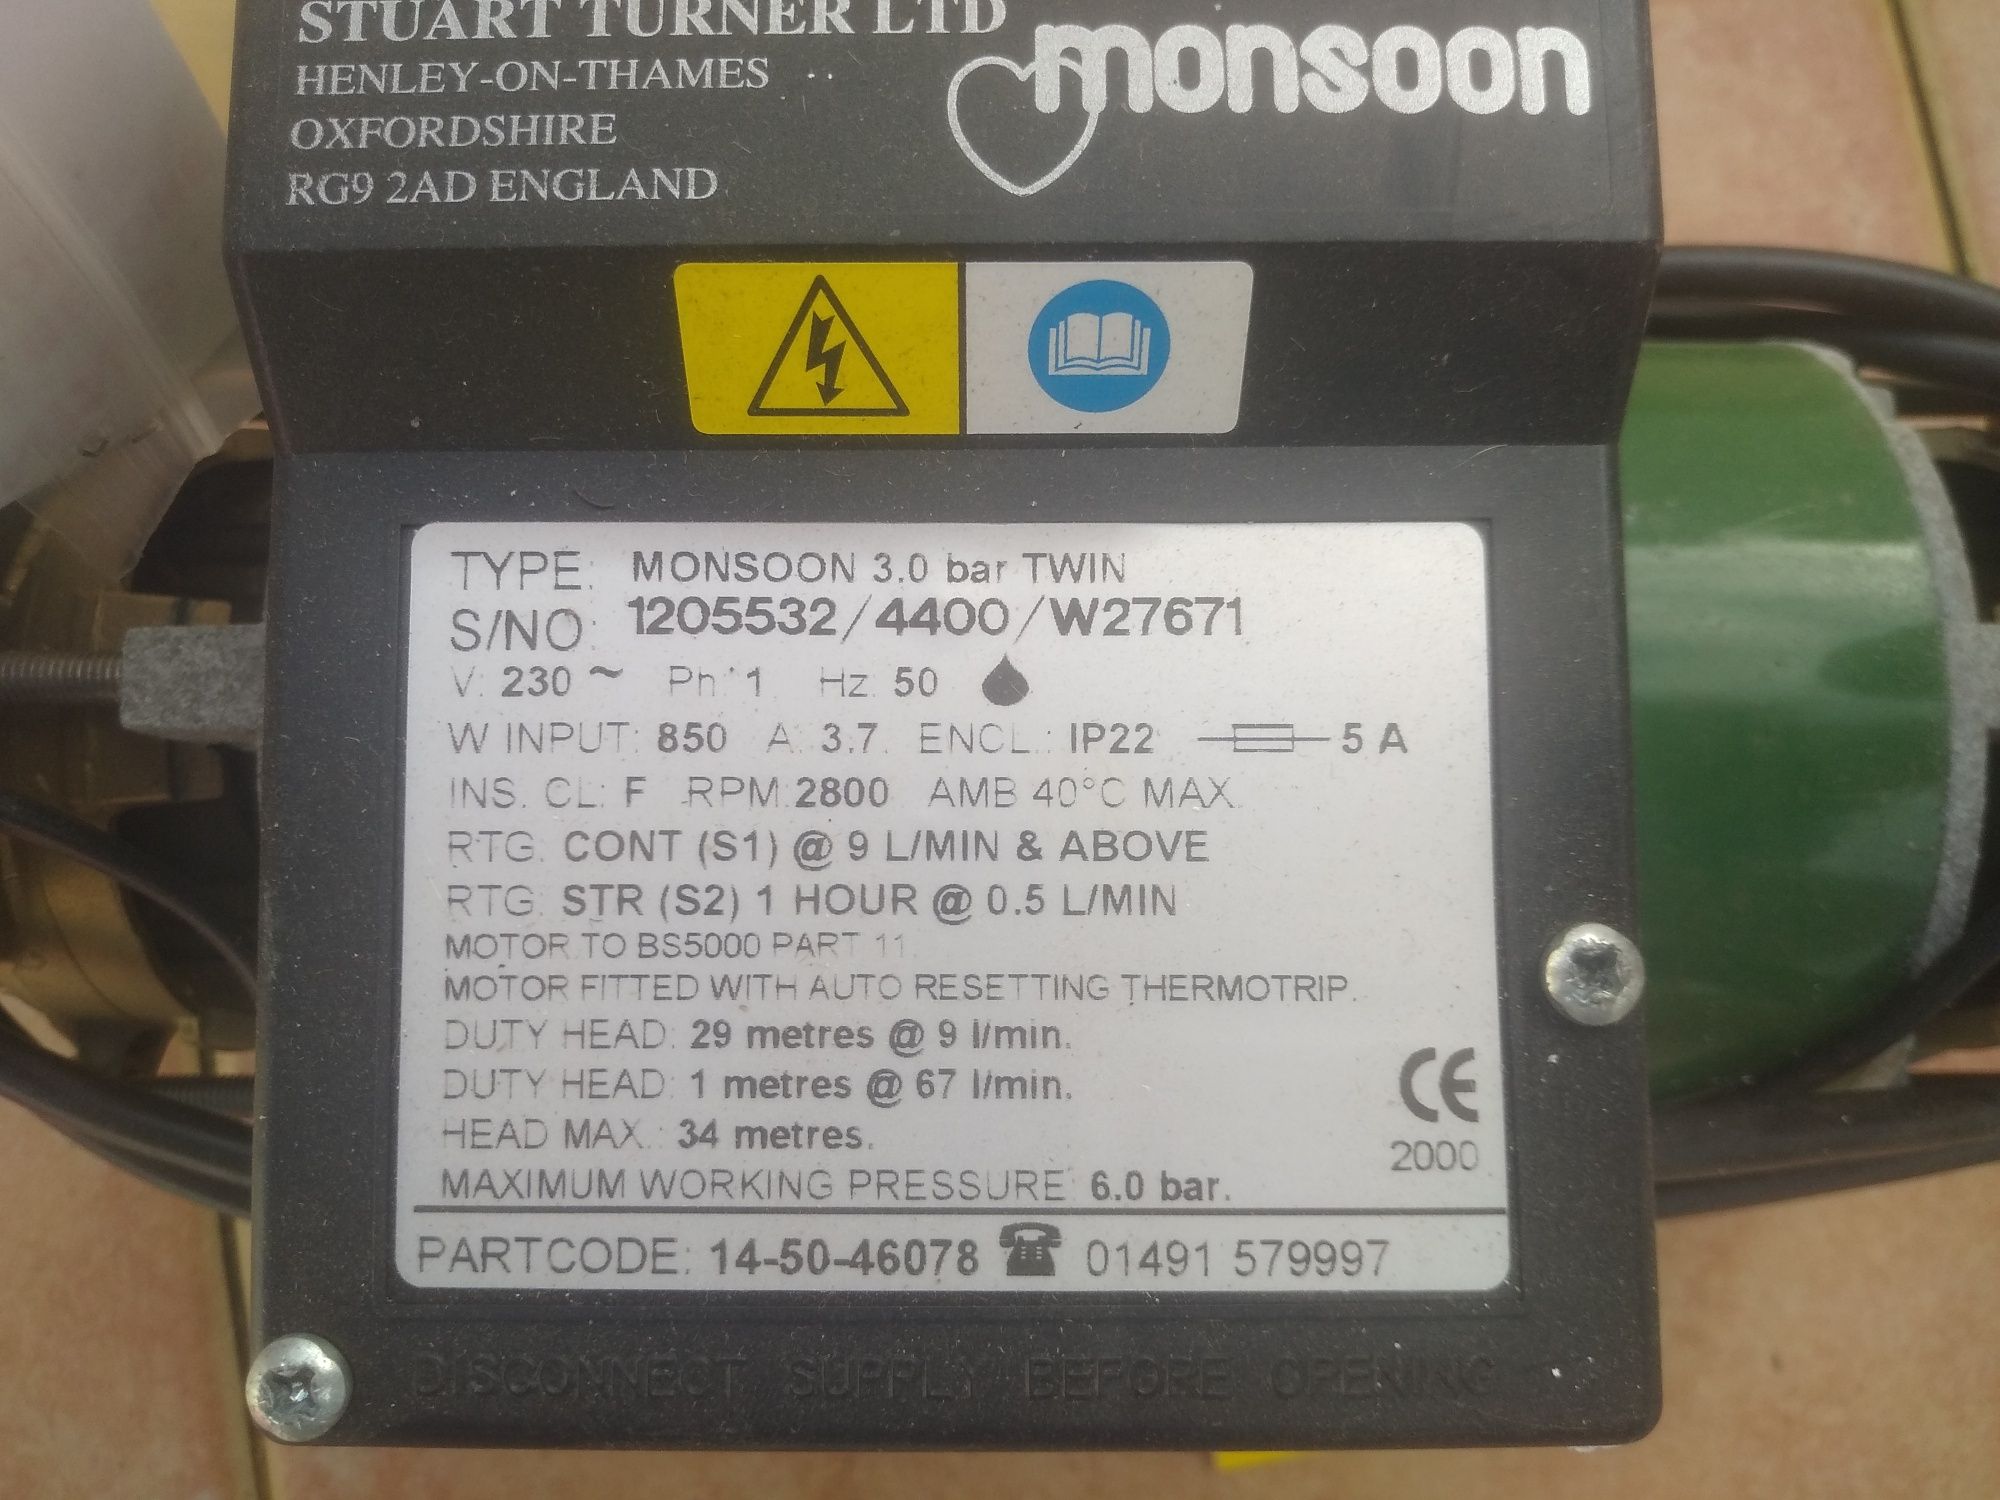 STUART TURNER LTD
HENLEY-ON-THAMES
OXFORDSHIRE
RG9 2AD ENGLAND
monsoon
TYPE: MONSOON 3.0 bar TWIN
S/NO: 1205532/4400/W27671
V: 230 ~ Ph: 1 Hz: 50
W INPUT: 850 A: 3.7. ENCL.: IP22 5 A
INS. CL: F RPM: 2800 AMB 40°C MAX.
RTG: CONT (S1) @ 9 L/MIN & ABOVE
RTG: STR (S2) 1 HOUR @ 0.5 L/MIN
MOTOR TO BS5000 PART 11.
MOTOR FITTED WITH AUTO RESETTING THERMOTRIP.
DUTY HEAD: 29 metres @ 9 l/min.
DUTY HEAD: 1 metres @ 67 l/min.
HEAD MAX.: 34 metres.
MAXIMUM WORKING PRESSURE: 6.0 bar.
CE
2000
PARTCODE: 14-50-46078 01491 579997
DISCONNECT SUPPLY BEFORE OPENING